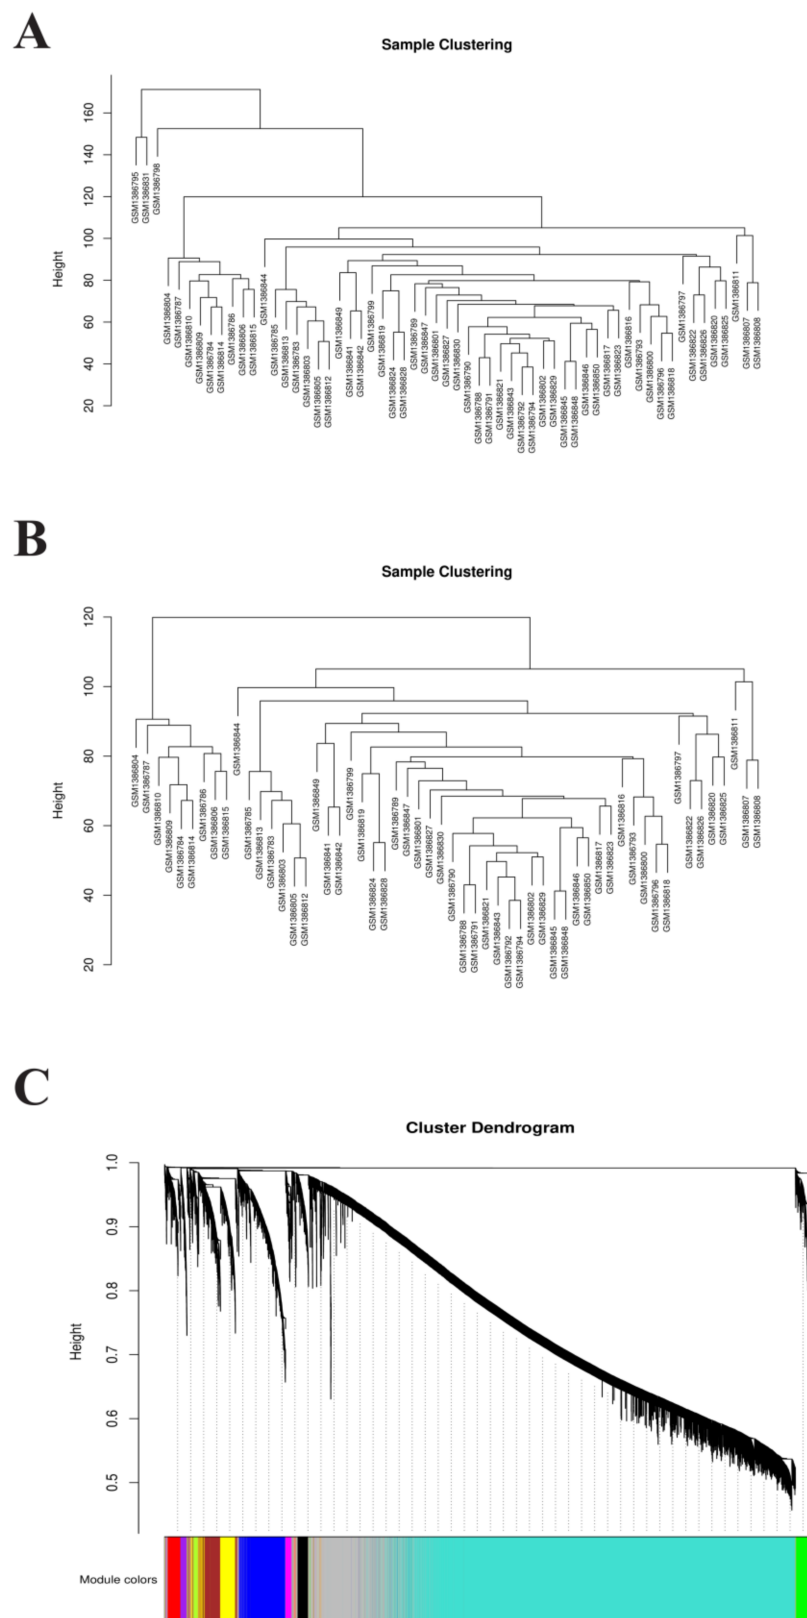 A
Sample Clustering
Height
160
140
120
100
80
60
40
20
GSM1386795
GSM1386831
GSM1386798
GSM1386804
GSM1386787
GSM1386810
GSM1386809
GSM1386784
GSM1386814
GSM1386786
GSM1386806
GSM1386815
GSM1386844
GSM1386785
GSM1386813
GSM1386783
GSM1386803
GSM1386805
GSM1386812
GSM1386849
GSM1386841
GSM1386842
GSM1386799
GSM1386819
GSM1386824
GSM1386828
GSM1386789
GSM1386847
GSM1386801
GSM1386827
GSM1386830
GSM1386790
GSM1386788
GSM1386791
GSM1386821
GSM1386843
GSM1386792
GSM1386794
GSM1386802
GSM1386829
GSM1386845
GSM1386848
GSM1386846
GSM1386850
GSM1386817
GSM1386823
GSM1386816
GSM1386793
GSM1386800
GSM1386796
GSM1386818
GSM1386797
GSM1386822
GSM1386826
GSM1386820
GSM1386825
GSM1386811
GSM1386807
GSM1386808
B
Sample Clustering
Height
120
100
80
60
40
20
GSM1386804
GSM1386787
GSM1386810
GSM1386809
GSM1386784
GSM1386814
GSM1386786
GSM1386806
GSM1386815
GSM1386844
GSM1386785
GSM1386813
GSM1386783
GSM1386803
GSM1386805
GSM1386812
GSM1386849
GSM1386841
GSM1386842
GSM1386799
GSM1386819
GSM1386824
GSM1386828
GSM1386789
GSM1386847
GSM1386801
GSM1386827
GSM1386830
GSM1386790
GSM1386788
GSM1386791
GSM1386821
GSM1386843
GSM1386792
GSM1386794
GSM1386802
GSM1386829
GSM1386845
GSM1386848
GSM1386846
GSM1386850
GSM1386817
GSM1386823
GSM1386816
GSM1386793
GSM1386800
GSM1386796
GSM1386818
GSM1386797
GSM1386822
GSM1386826
GSM1386820
GSM1386825
GSM1386811
GSM1386807
GSM1386808
C
Cluster Dendrogram
Height
1.0
0.9
0.8
0.7
0.6
0.5
Module colors